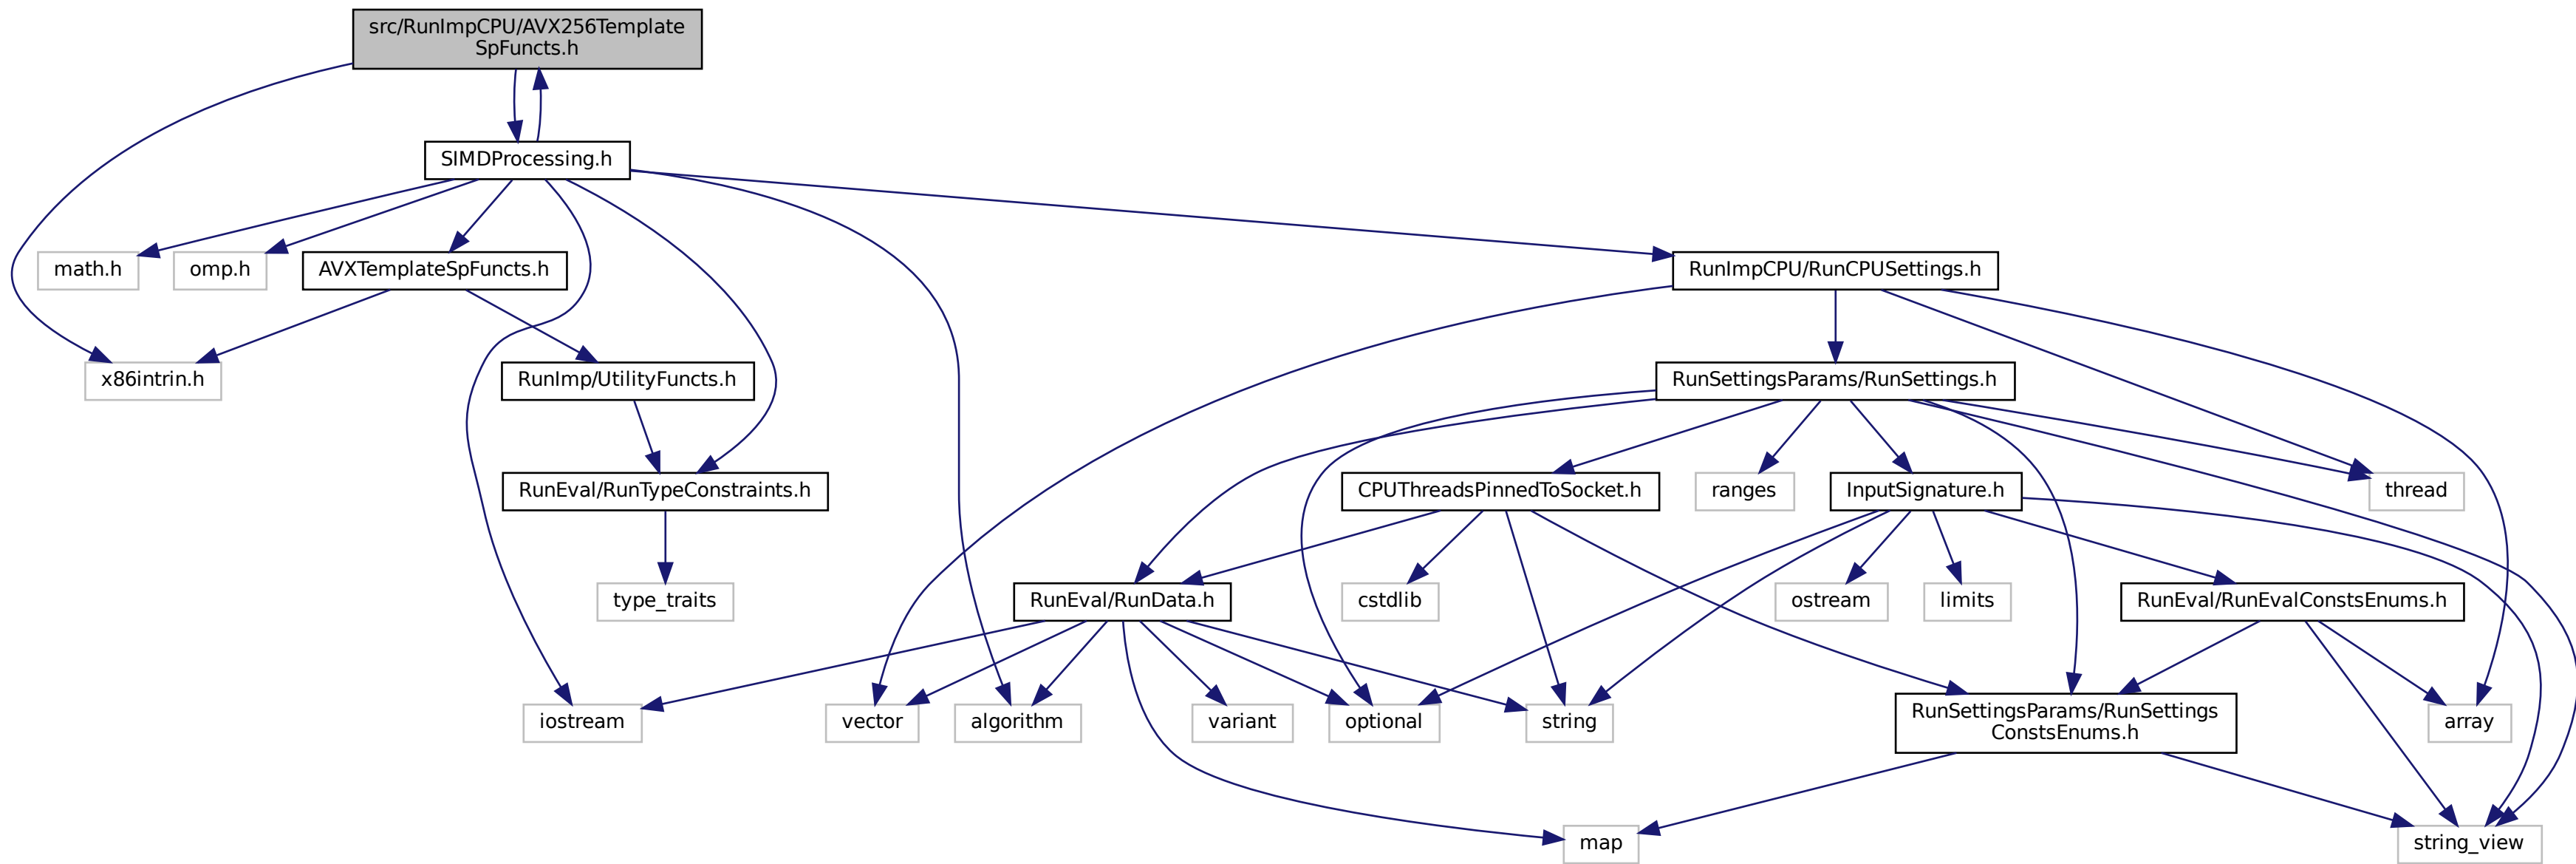 src/RunImpCPU/AVX256Template
SpFuncts.h
SIMDProcessing.h
math.h
omp.h
AVXTemplateSpFuncts.h
RunImpCPU/RunCPUSettings.h
x86intrin.h
RunImp/UtilityFuncts.h
RunSettingsParams/RunSettings.h
RunEval/RunTypeConstraints.h
CPUThreadsPinnedToSocket.h
ranges
InputSignature.h
thread
type_traits
RunEval/RunData.h
cstdlib
ostream
limits
RunEval/RunEvalConstsEnums.h
iostream
vector
algorithm
variant
optional
string
RunSettingsParams/RunSettings
ConstsEnums.h
array
map
string_view